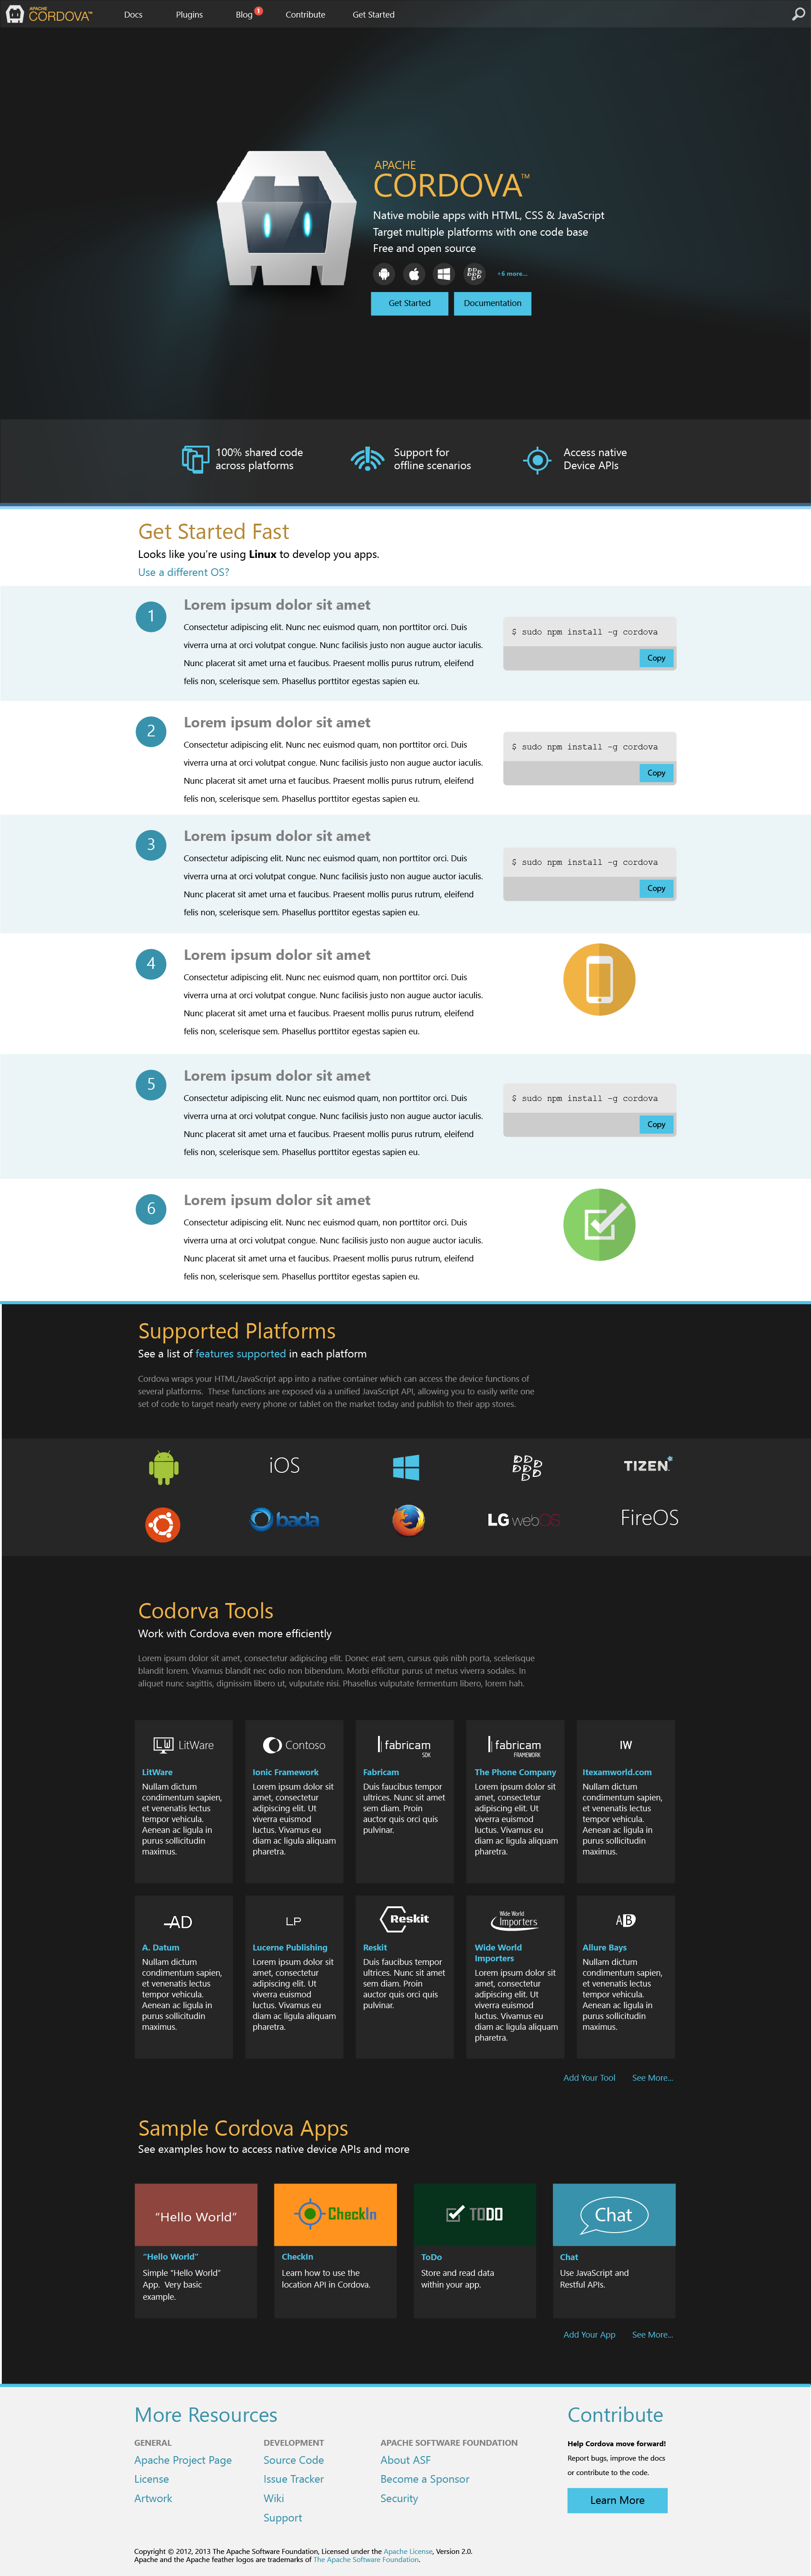 APACHE
CORDOVA™
Docs
Plugins
Blog
1
Contribute
Get Started
APACHE
CORDOVA™
Native mobile apps with HTML, CSS & JavaScript
Target multiple platforms with one code base
Free and open source
+6 more...
Get Started
Documentation
100% shared code
across platforms
Support for
offline scenarios
Access native
Device APIs
Get Started Fast
Looks like you're using Linux to develop you apps.
Use a different OS?
1
Lorem ipsum dolor sit amet
Consectetur adipiscing elit. Nunc nec euismod quam, non porttitor orci. Duis
viverra urna at orci volutpat congue. Nunc facilisis justo non augue auctor iaculis.
Nunc placerat sit amet urna et faucibus. Praesent mollis purus rutrum, eleifend
felis non, scelerisque sem. Phasellus porttitor egestas sapien eu.
$ sudo npm install -g cordova
Copy
2
Lorem ipsum dolor sit amet
Consectetur adipiscing elit. Nunc nec euismod quam, non porttitor orci. Duis
viverra urna at orci volutpat congue. Nunc facilisis justo non augue auctor iaculis.
Nunc placerat sit amet urna et faucibus. Praesent mollis purus rutrum, eleifend
felis non, scelerisque sem. Phasellus porttitor egestas sapien eu.
$ sudo npm install -g cordova
Copy
3
Lorem ipsum dolor sit amet
Consectetur adipiscing elit. Nunc nec euismod quam, non porttitor orci. Duis
viverra urna at orci volutpat congue. Nunc facilisis justo non augue auctor iaculis.
Nunc placerat sit amet urna et faucibus. Praesent mollis purus rutrum, eleifend
felis non, scelerisque sem. Phasellus porttitor egestas sapien eu.
$ sudo npm install -g cordova
Copy
4
Lorem ipsum dolor sit amet
Consectetur adipiscing elit. Nunc nec euismod quam, non porttitor orci. Duis
viverra urna at orci volutpat congue. Nunc facilisis justo non augue auctor iaculis.
Nunc placerat sit amet urna et faucibus. Praesent mollis purus rutrum, eleifend
felis non, scelerisque sem. Phasellus porttitor egestas sapien eu.
5
Lorem ipsum dolor sit amet
Consectetur adipiscing elit. Nunc nec euismod quam, non porttitor orci. Duis
viverra urna at orci volutpat congue. Nunc facilisis justo non augue auctor iaculis.
Nunc placerat sit amet urna et faucibus. Praesent mollis purus rutrum, eleifend
felis non, scelerisque sem. Phasellus porttitor egestas sapien eu.
$ sudo npm install -g cordova
Copy
6
Lorem ipsum dolor sit amet
Consectetur adipiscing elit. Nunc nec euismod quam, non porttitor orci. Duis
viverra urna at orci volutpat congue. Nunc facilisis justo non augue auctor iaculis.
Nunc placerat sit amet urna et faucibus. Praesent mollis purus rutrum, eleifend
felis non, scelerisque sem. Phasellus porttitor egestas sapien eu.
Supported Platforms
See a list of features supported in each platform
Cordova wraps your HTML/JavaScript app into a native container which can access the device functions of
several platforms. These functions are exposed via a unified JavaScript API, allowing you to easily write one
set of code to target nearly every phone or tablet on the market today and publish to their app stores.
iOS
TIZEN
bada
LG webOS
FireOS
Codorva Tools
Work with Cordova even more efficiently
Lorem ipsum dolor sit amet, consectetur adipiscing elit. Donec erat sem, cursus quis nibh porta, scelerisque
blandit lorem. Vivamus blandit nec odio non bibendum. Morbi efficitur purus ut metus viverra sodales. In
aliquet nunc sagittis, dignissim libero ut, vulputate nisi. Phasellus vulputate fermentum libero, lorem hah.
LW LitWare
LitWare
Nullam dictum
condimentum sapien,
et venenatis lectus
tempor vehicula.
Aenean ac ligula in
purus sollicitudin
maximus.
Contoso
Ionic Framework
Lorem ipsum dolor sit
amet, consectetur
adipiscing elit. Ut
viverra euismod
luctus. Vivamus eu
diam ac ligula aliquam
pharetra.
fabricam
SDK
Fabricam
Duis faucibus tempor
ultrices. Nunc sit amet
sem diam. Proin
auctor quis orci quis
pulvinar.
fabricam
FRAMEWORK
The Phone Company
Lorem ipsum dolor sit
amet, consectetur
adipiscing elit. Ut
viverra euismod
luctus. Vivamus eu
diam ac ligula aliquam
pharetra.
IW
Itexamworld.com
Nullam dictum
condimentum sapien,
et venenatis lectus
tempor vehicula.
Aenean ac ligula in
purus sollicitudin
maximus.
AD
A. Datum
Nullam dictum
condimentum sapien,
et venenatis lectus
tempor vehicula.
Aenean ac ligula in
purus sollicitudin
maximus.
LP
Lucerne Publishing
Lorem ipsum dolor sit
amet, consectetur
adipiscing elit. Ut
viverra euismod
luctus. Vivamus eu
diam ac ligula aliquam
pharetra.
Reskit
Reskit
Duis faucibus tempor
ultrices. Nunc sit amet
sem diam. Proin
auctor quis orci quis
pulvinar.
Wide World
Importers
Wide World
Importers
Lorem ipsum dolor sit
amet, consectetur
adipiscing elit. Ut
viverra euismod
luctus. Vivamus eu
diam ac ligula aliquam
pharetra.
AB
Allure Bays
Nullam dictum
condimentum sapien,
et venenatis lectus
tempor vehicula.
Aenean ac ligula in
purus sollicitudin
maximus.
Add Your Tool
See More...
Sample Cordova Apps
See examples how to access native device APIs and more
"Hello World"
"Hello World"
Simple "Hello World"
App. Very basic
example.
CheckIn
CheckIn
Learn how to use the
location API in Cordova.
TODO
ToDo
Store and read data
within your app.
Chat
Chat
Use JavaScript and
Restful APIs.
Add Your App
See More...
More Resources
GENERAL
Apache Project Page
License
Artwork
DEVELOPMENT
Source Code
Issue Tracker
Wiki
Support
APACHE SOFTWARE FOUNDATION
About ASF
Become a Sponsor
Security
Contribute
Help Cordova move forward!
Report bugs, improve the docs
or contribute to the code.
Learn More
Copyright © 2012, 2013 The Apache Software Foundation, Licensed under the Apache License, Version 2.0.
Apache and the Apache feather logos are trademarks of The Apache Software Foundation.